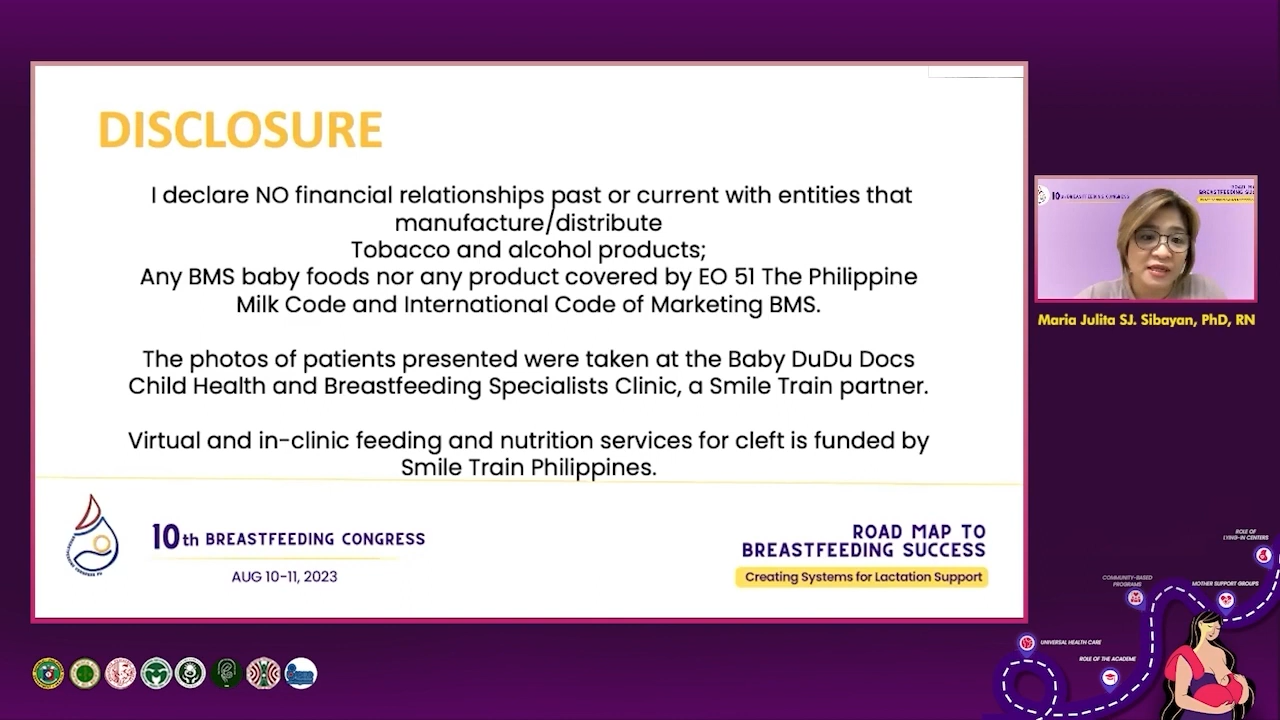 DISCLOSURE
I declare NO financial relationships past or current with entities that
manufacture/distribute
Tobacco and alcohol products;
Any BMS baby foods nor any product covered by EO 51 The Philippine
Milk Code and International Code of Marketing BMS.
The photos of patients presented were taken at the Baby DuDu Docs
Child Health and Breastfeeding Specialists Clinic, a Smile Train partner.
Virtual and in-clinic feeding and nutrition services for cleft is funded by
Smile Train Philippines.
10th BREASTFEEDING CONGRESS
AUG 10-11, 2023
ROAD MAP TO
BREASTFEEDING SUCCESS
Creating Systems for Lactation Support
10th BREASTFEEDING CONGRESS
Maria Julita SJ. Sibayan, PhD, RN
ROLE OF
LYING-IN CENTERS
COMMUNITY-BASED
PROGRAMS
MOTHER SUPPORT GROUPS
UNIVERSAL HEALTH CARE
ROLE OF THE ACADEME